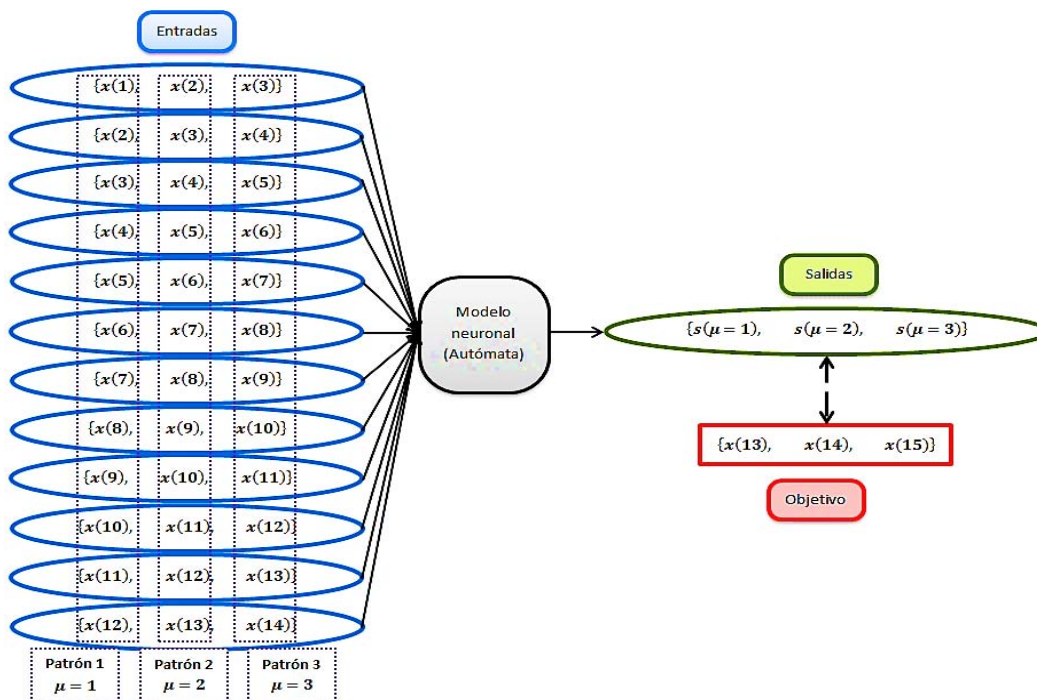 Entradas
{x(1), x(2), x(3)}
{x(2), x(3), x(4)}
{x(3), x(4), x(5)}
{x(4), x(5), x(6)}
{x(5), x(6), x(7)}
{x(6), x(7), x(8)}
{x(7), x(8), x(9)}
{x(8), x(9), x(10)}
{x(9), x(10), x(11)}
{x(10), x(11), x(12)}
{x(11), x(12), x(13)}
{x(12), x(13), x(14)}
Patrón 1
μ = 1
Patrón 2
μ = 2
Patrón 3
μ = 3
Modelo
neuronal
(Autómata)
Salidas
{s(μ = 1), s(μ = 2), s(μ = 3)}
{x(13), x(14), x(15)}
Objetivo